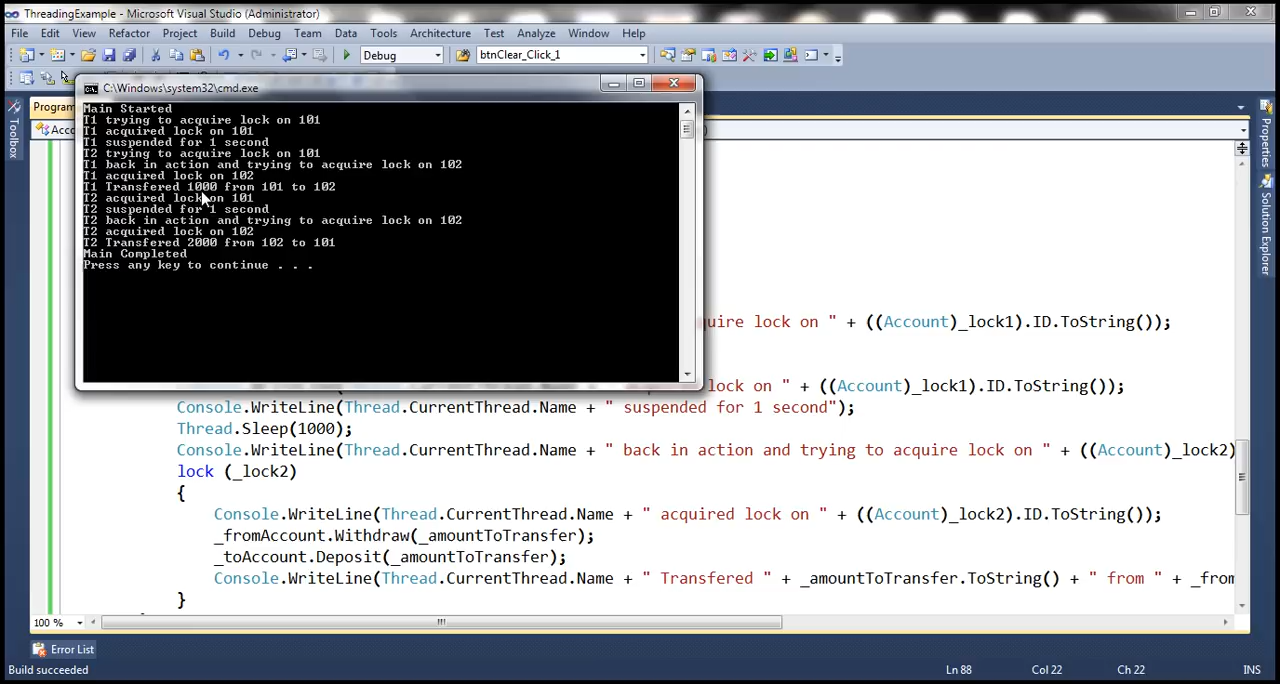 ThreadingExample - Microsoft Visual Studio (Administrator)
File Edit View Refactor Project Build Debug Team Data Tools Architecture Test Analyze Window Help
Debug btnClear_Click_1
C:\Windows\system32\cmd.exe
Main Started
T1 trying to acquire lock on 101
T1 acquired lock on 101
T1 suspended for 1 second
T2 trying to acquire lock on 101
T1 back in action and trying to acquire lock on 102
T1 acquired lock on 102
T1 Transfered 1000 from 101 to 102
T2 acquired lock on 101
T2 suspended for 1 second
T2 back in action and trying to acquire lock on 102
T2 acquired lock on 102
T2 Transfered 2000 from 102 to 101
Main Completed
Press any key to continue . . .
Toolbox
Properties
Solution Explorer
quire lock on " + ((Account)_lock1).ID.ToString());
lock on " + ((Account)_lock1).ID.ToString());
Console.WriteLine(Thread.CurrentThread.Name + " suspended for 1 second");
Thread.Sleep(1000);
Console.WriteLine(Thread.CurrentThread.Name + " back in action and trying to acquire lock on " + ((Account)_lock2)
lock (_lock2)
{
Console.WriteLine(Thread.CurrentThread.Name + " acquired lock on " + ((Account)_lock2).ID.ToString());
_fromAccount.Withdraw(_amountToTransfer);
_toAccount.Deposit(_amountToTransfer);
Console.WriteLine(Thread.CurrentThread.Name + " Transfered " + _amountToTransfer.ToString() + " from " + _from
}
100 %
Error List
Build succeeded Ln 88 Col 22 Ch 22 INS